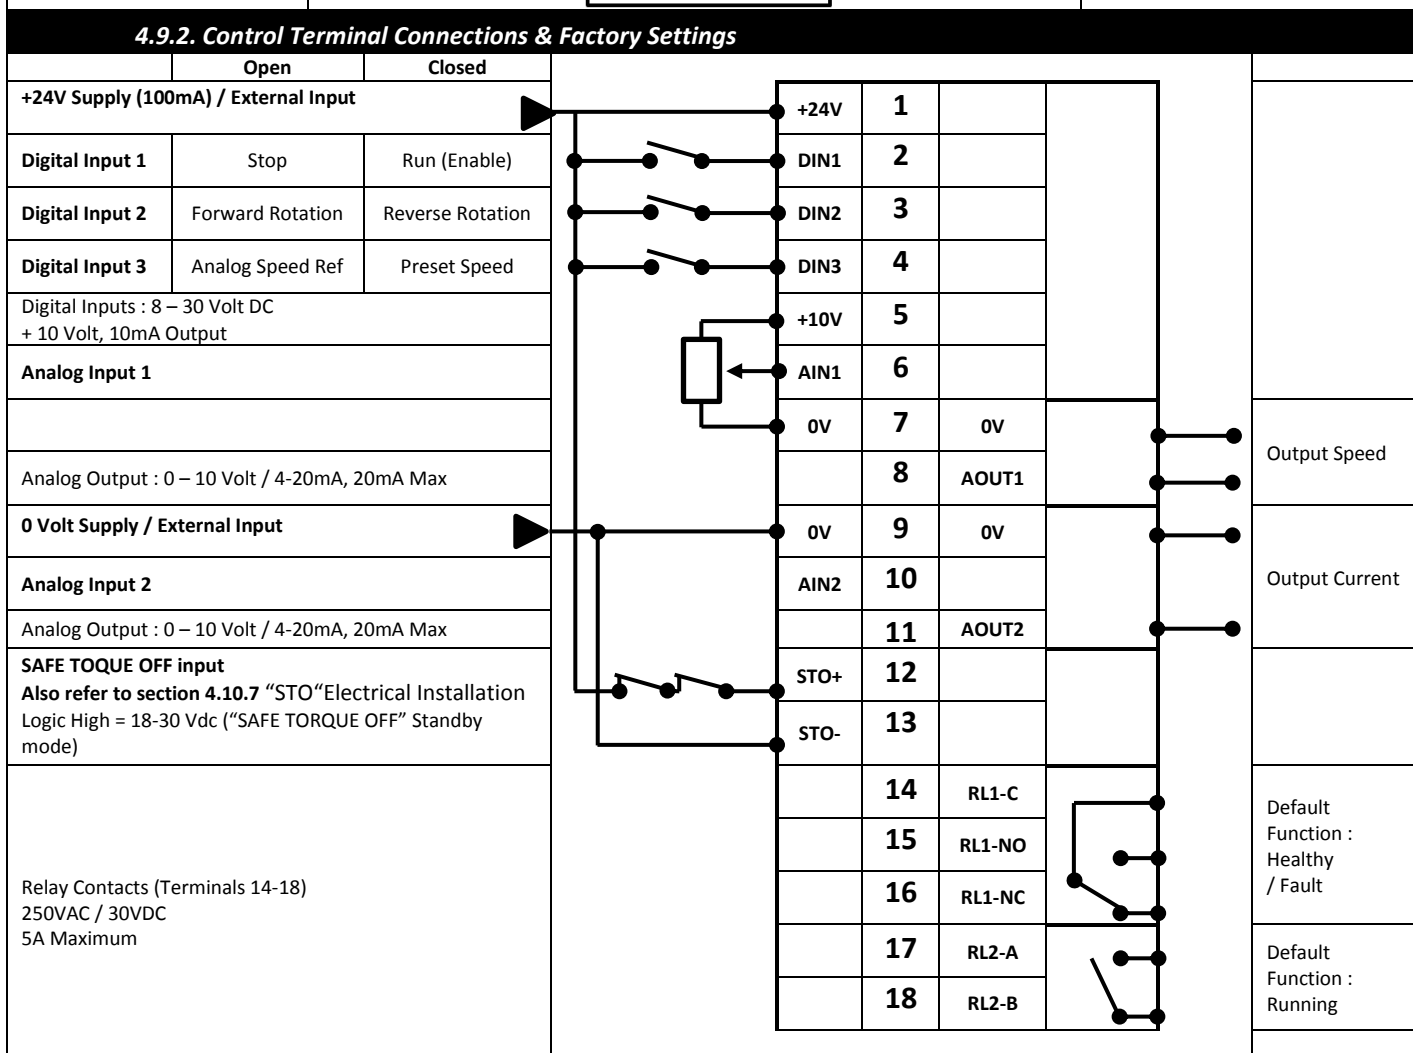 4.9.2. Control Terminal Connections & Factory Settings
Open Closed
+24V Supply (100mA) / External Input
+24V 1
Digital Input 1 Stop Run (Enable) DIN1 2
Digital Input 2 Forward Rotation Reverse Rotation DIN2 3
Digital Input 3 Analog Speed Ref Preset Speed DIN3 4
Digital Inputs : 8 – 30 Volt DC
+ 10 Volt, 10mA Output
+10V 5
Analog Input 1 AIN1 6
0V 7 0V
Output Speed
Analog Output : 0 – 10 Volt / 4-20mA, 20mA Max 8 AOUT1
0 Volt Supply / External Input 0V 9 0V
Analog Input 2 AIN2 10 Output Current
Analog Output : 0 – 10 Volt / 4-20mA, 20mA Max 11 AOUT2
SAFE TOQUE OFF input
Also refer to section 4.10.7 “STO“Electrical Installation
Logic High = 18-30 Vdc (“SAFE TORQUE OFF” Standby
mode)
STO+ 12
STO- 13
14 RL1-C
15 RL1-NO
16 RL1-NC
Default
Function :
Healthy
/ Fault
Relay Contacts (Terminals 14-18)
250VAC / 30VDC
5A Maximum
17 RL2-A
18 RL2-B
Default
Function :
Running